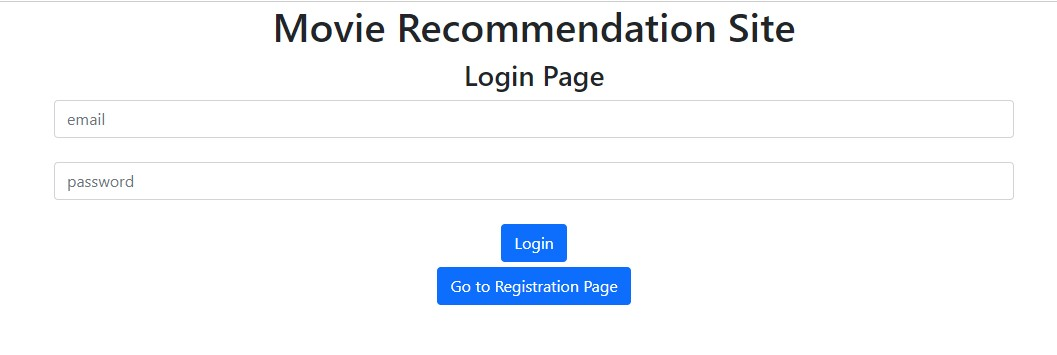 Movie Recommendation Site
Login Page
email
password
Login
Go to Registration Page